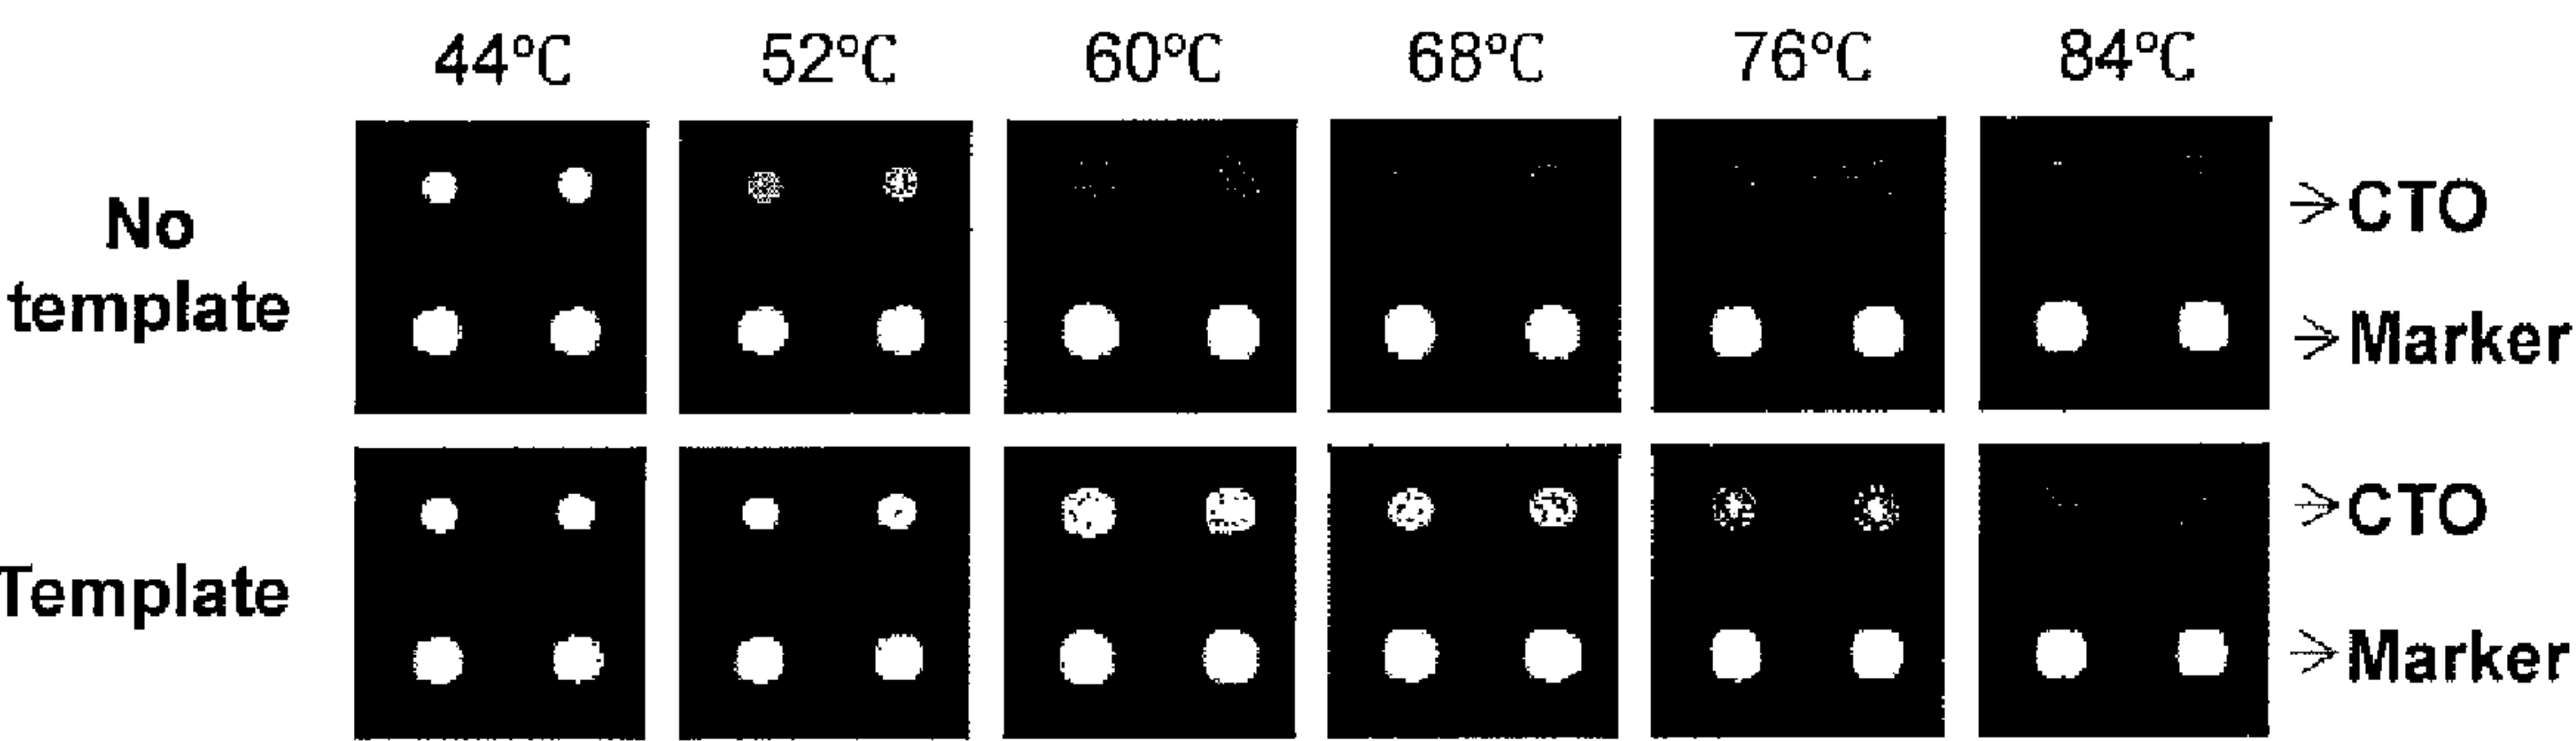 44℃ 52℃ 60℃ 68℃ 76℃ 84℃
No
template
→CTO
→Marker
Template
→CTO
→Marker